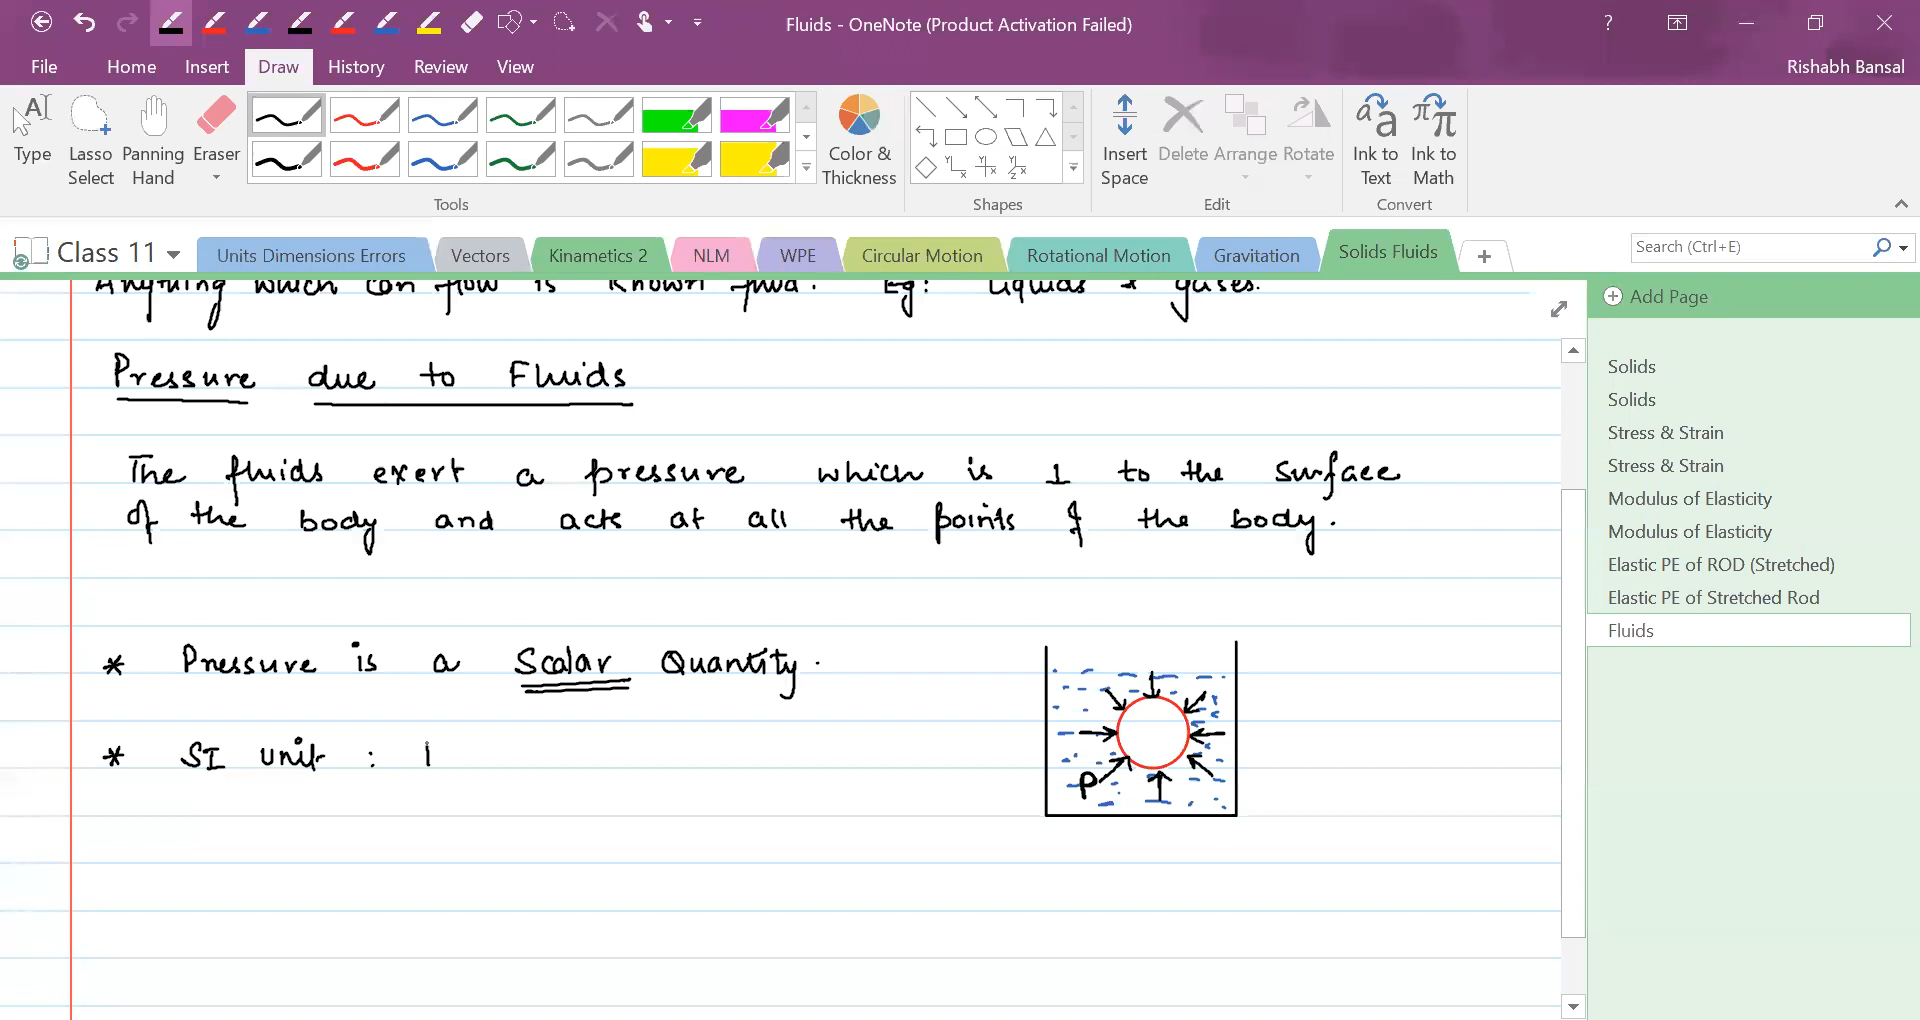 Fluids - OneNote (Product Activation Failed)
?
File Home Insert Draw History Review View
Rishabh Bansal
Type
Lasso Select
Panning Hand
Eraser
Color & Thickness
Insert Space
Delete Arrange Rotate
Ink to Text
Ink to Math
Tools Shapes Edit Convert
Class 11 Units Dimensions Errors Vectors Kinametics 2 NLM WPE Circular Motion Rotational Motion Gravitation Solids Fluids +
Search (Ctrl+E)
Add Page
Solids
Solids
Stress & Strain
Stress & Strain
Modulus of Elasticity
Modulus of Elasticity
Elastic PE of ROD (Stretched)
Elastic PE of Stretched Rod
Fluids
Anything which can flow is known fluid. Eg: Liquids & gases.
Pressure due to Fluids
The fluids exert a pressure which is ⊥ to the surface
of the body and acts at all the points of the body.
* Pressure is a Scalar Quantity.
* SI unit :
P